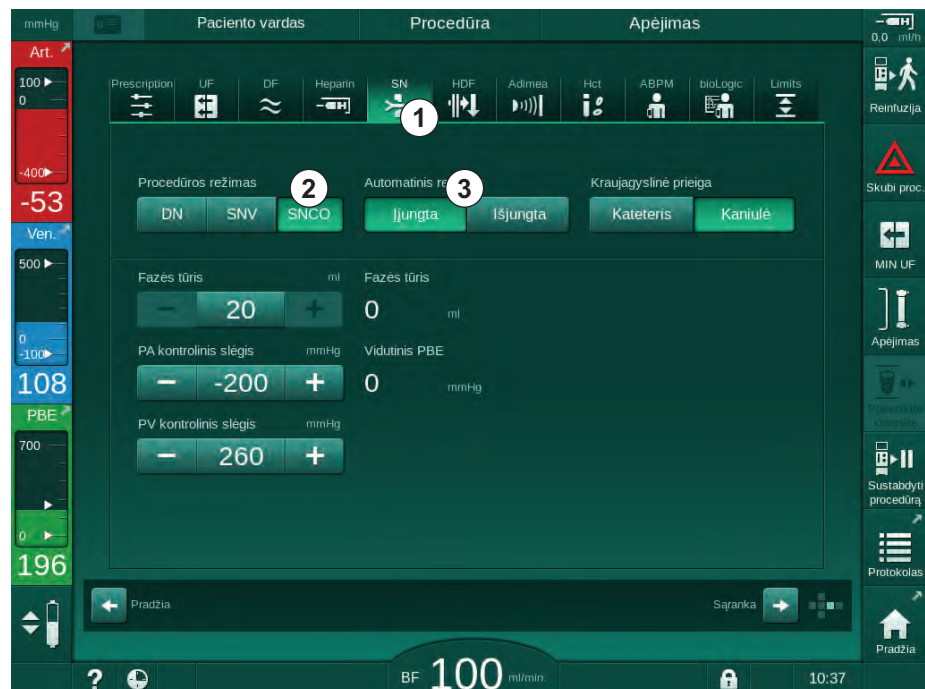 mmHg
Paciento vardas
Procedūra
Apėjimas
0,0 ml/h
Art.
100
0
-400
-53
Ven.
500
0
-100
108
PBE
700
0
196
Prescription
UF
DF
Heparin
SN
HDF
Adimea
Hct
ABPM
bioLogic
Limits
1
Procedūros režimas
2
DN
SNV
SNCO
Automatinis
3
Įjungta
Išjungta
Kraujagyslinė prieiga
Kateteris
Kaniulė
Fazės tūris
ml
20
Fazės tūris
0 ml
PA kontrolinis slėgis
mmHg
-200
Vidutinis PBE
0 mmHg
PV kontrolinis slėgis
mmHg
260
Pradžia
Sąranka
Reinfuzija
Skubi proc.
MIN UF
Apėjimas
Sustabdyti
procedūrą
Protokolas
Pradžia
?
BF 100 ml/min
10:37